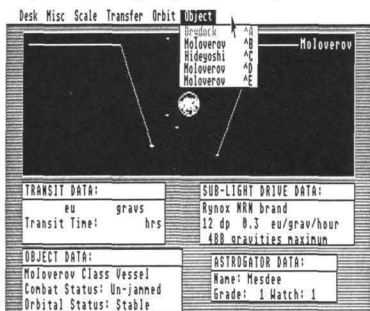 Desk Misc Scale Transfer Orbit Object
Drydock ^A
Moloverov ^B
Hideyoshi ^C
Moloverov ^D
Moloverov ^E
Moloverov
TRANSIT DATA:
eu gravs
Transit Time: hrs
SUB-LIGHT DRIVE DATA:
Rynox MRM brand
12 dp 0.3 eu/grav/hour
488 gravities maximum
OBJECT DATA:
Moloverov Class Vessel
Combat Status: Un-jammed
Orbital Status: Stable
ASTROGATOR DATA:
Name: Mesdee
Grade: 1 Watch: 1